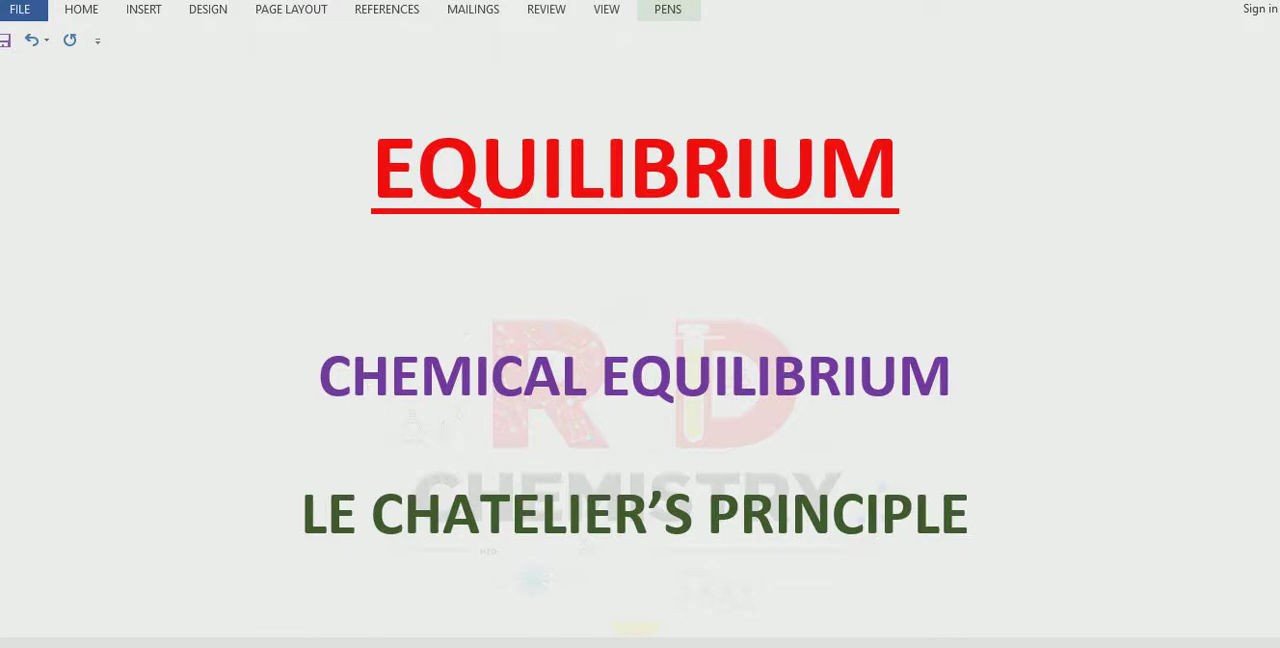 FILE HOME INSERT DESIGN PAGE LAYOUT REFERENCES MAILINGS REVIEW VIEW PENS Sign in
EQUILIBRIUM
CHEMICAL EQUILIBRIUM
R D
CHEMISTRY
LE CHATELIER’S PRINCIPLE